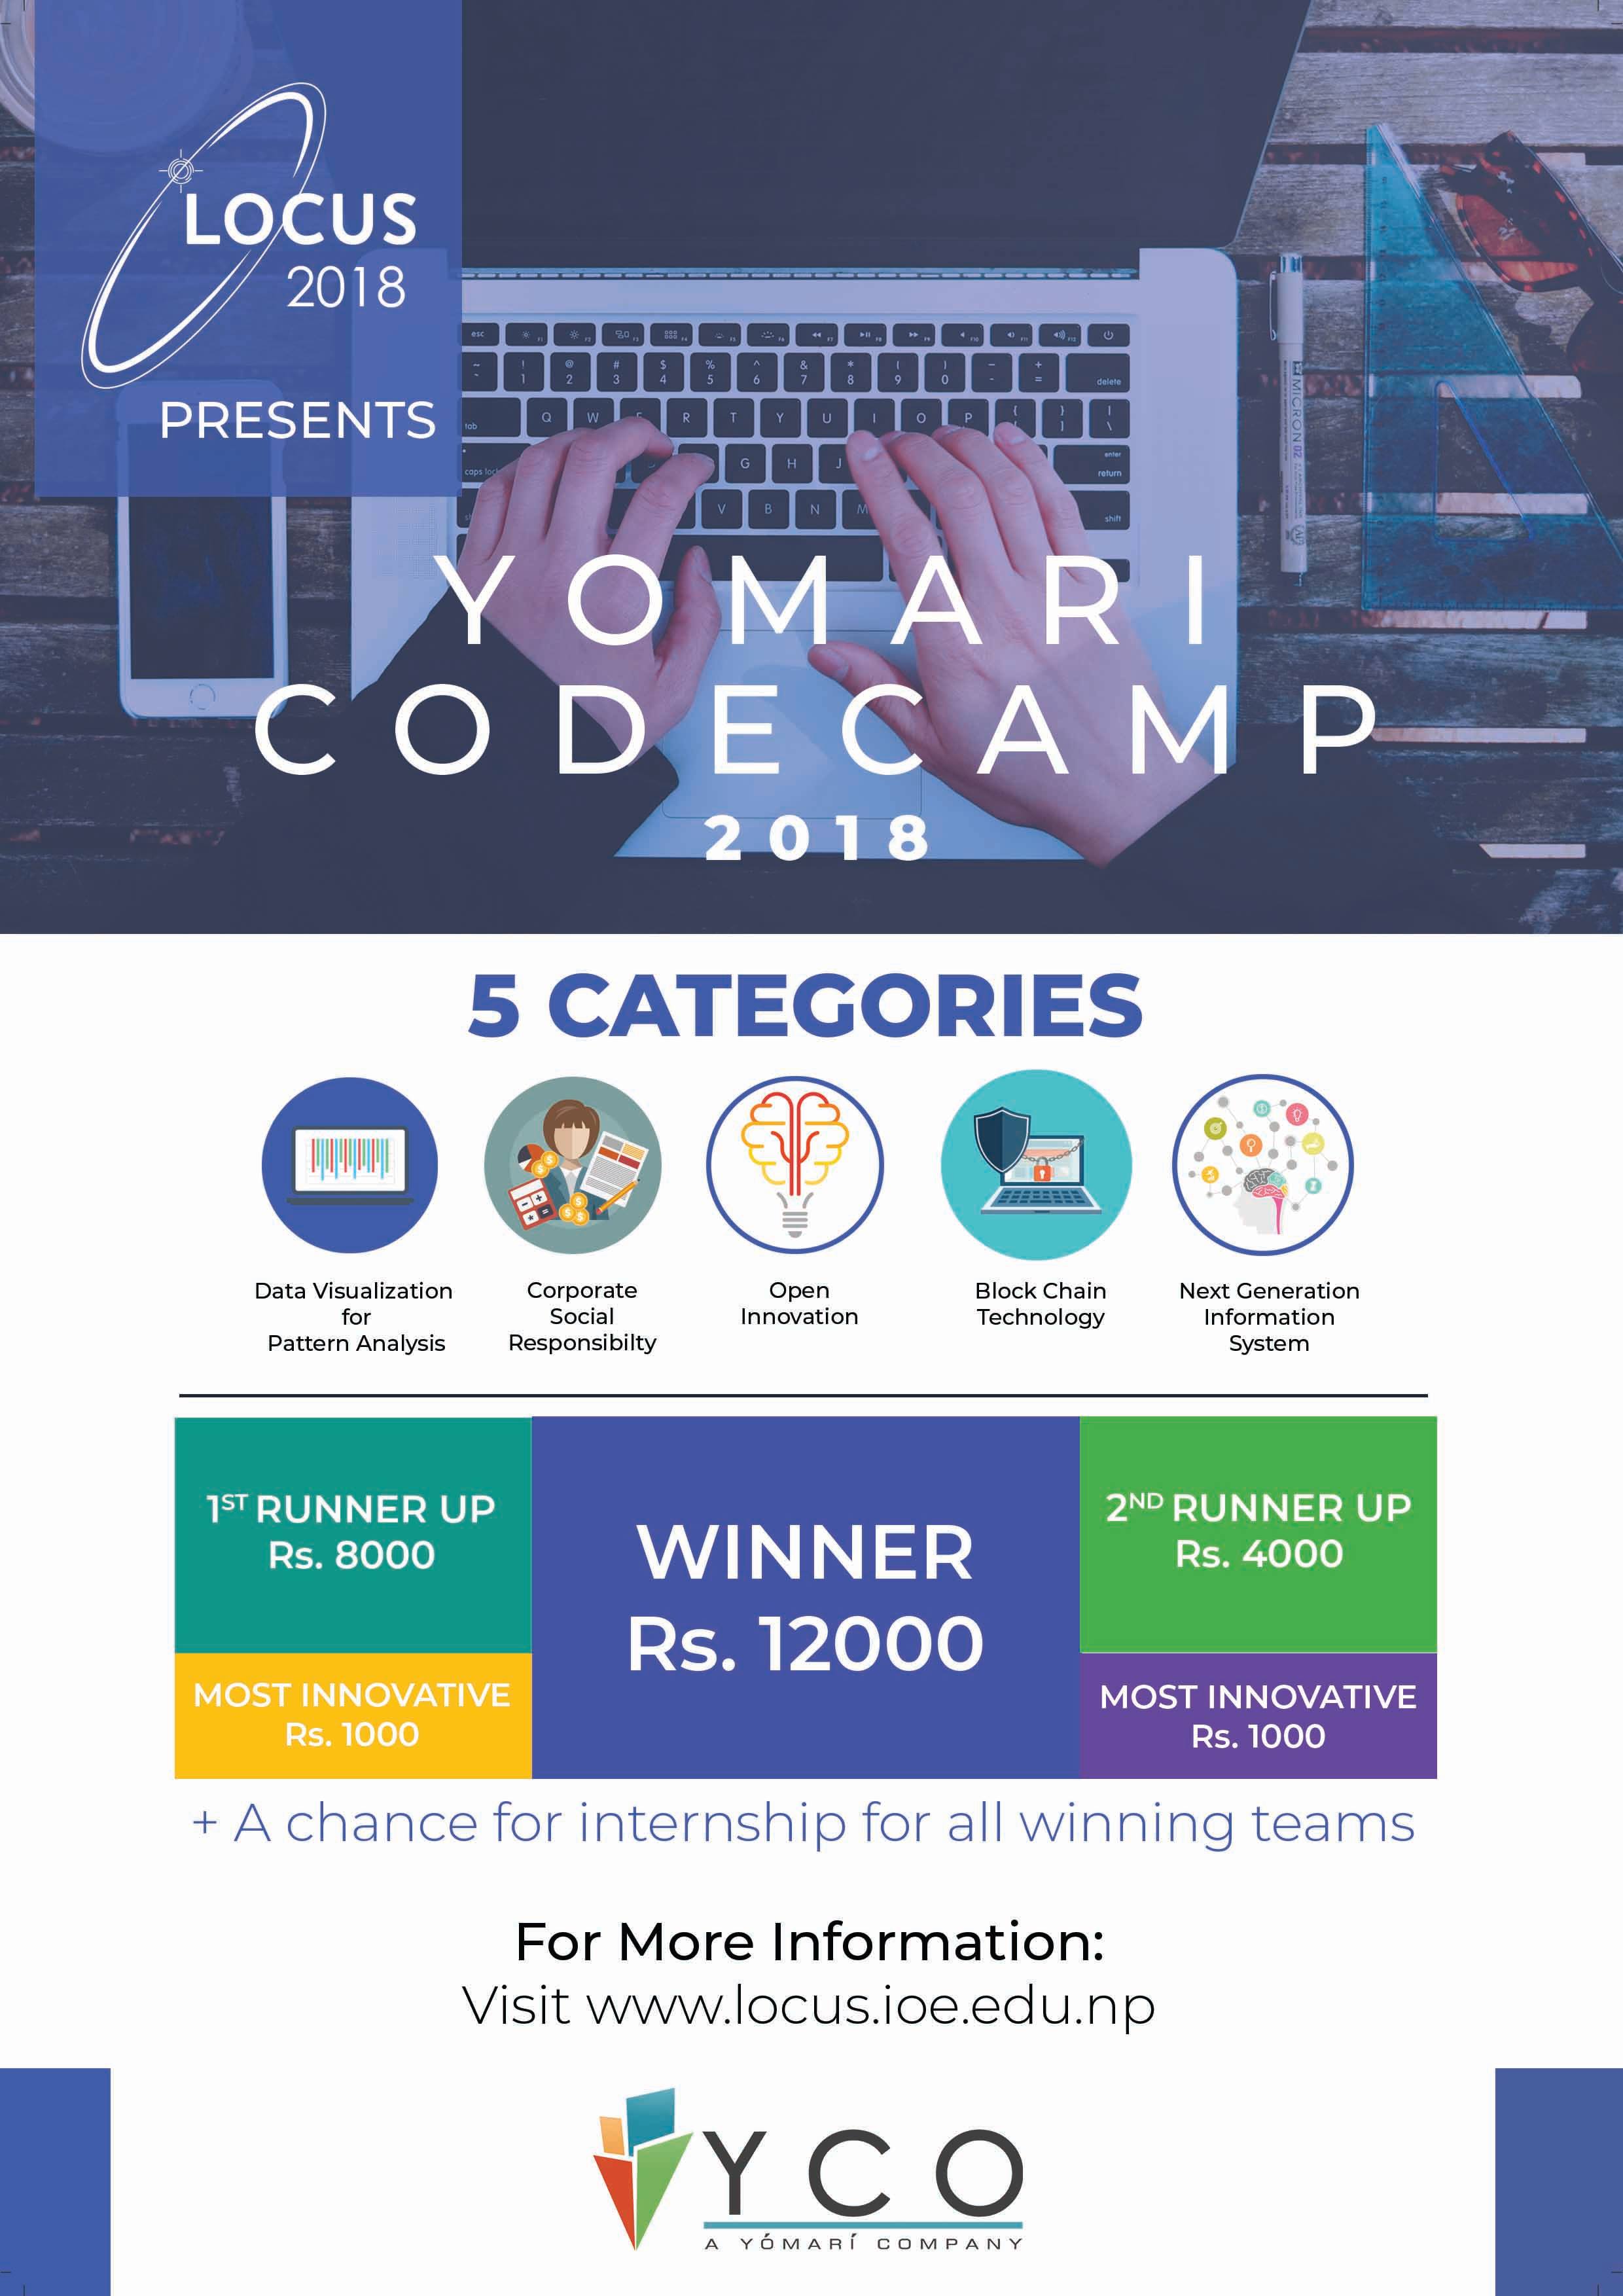 LOCUS
2018
PRESENTS
YOMARI
CODECAMP
2018
5 CATEGORIES
Data Visualization
for
Pattern Analysis
Corporate
Social
Responsibilty
Open
Innovation
Block Chain
Technology
Next Generation
Information
System
1ST RUNNER UP
Rs. 8000
WINNER
Rs. 12000
2ND RUNNER UP
Rs. 4000
MOST INNOVATIVE
Rs. 1000
MOST INNOVATIVE
Rs. 1000
+ A chance for internship for all winning teams
For More Information:
Visit www.locus.ioe.edu.np
YCO
A YÓMARÍ COMPANY